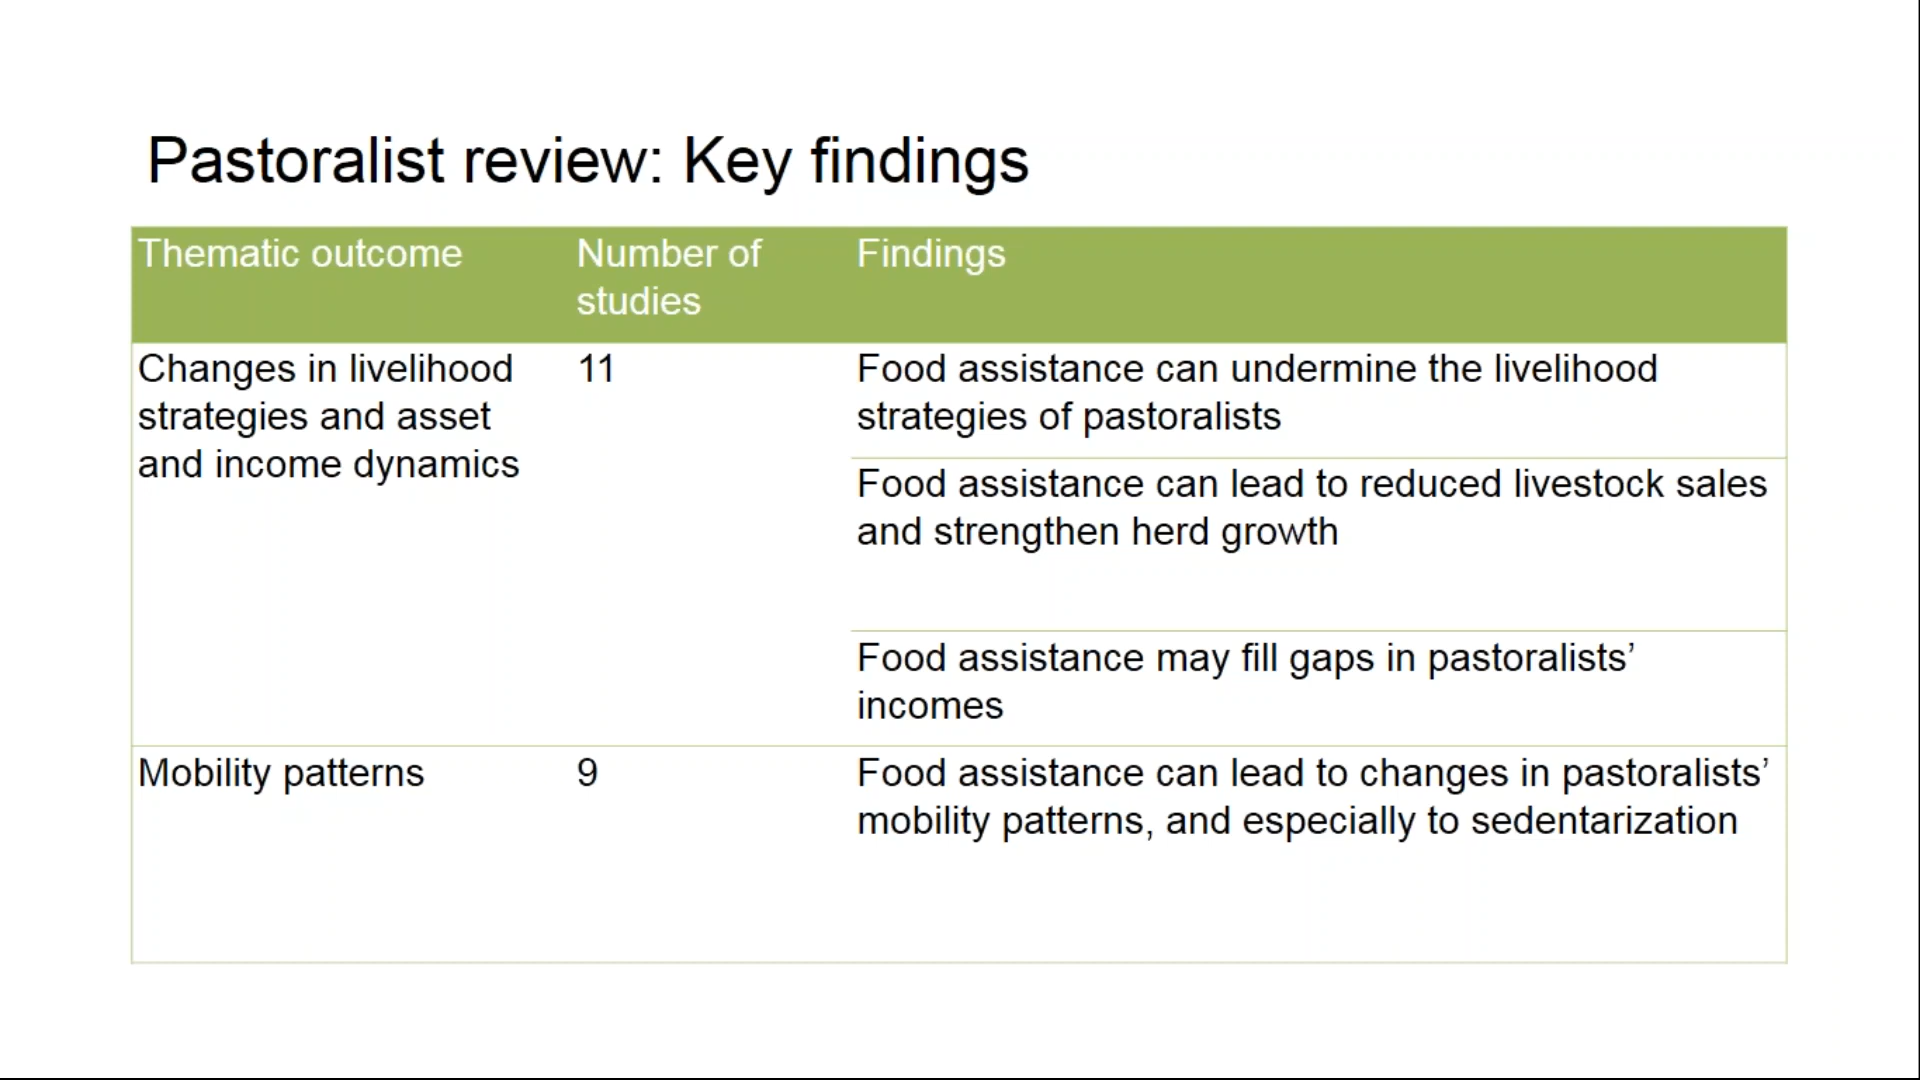 Pastoralist review: Key findings
Thematic outcome
Number of
studies
Findings
Changes in livelihood
strategies and asset
and income dynamics
11
Food assistance can undermine the livelihood
strategies of pastoralists
Food assistance can lead to reduced livestock sales
and strengthen herd growth
Food assistance may fill gaps in pastoralists’
incomes
Mobility patterns
9
Food assistance can lead to changes in pastoralists’
mobility patterns, and especially to sedentarization